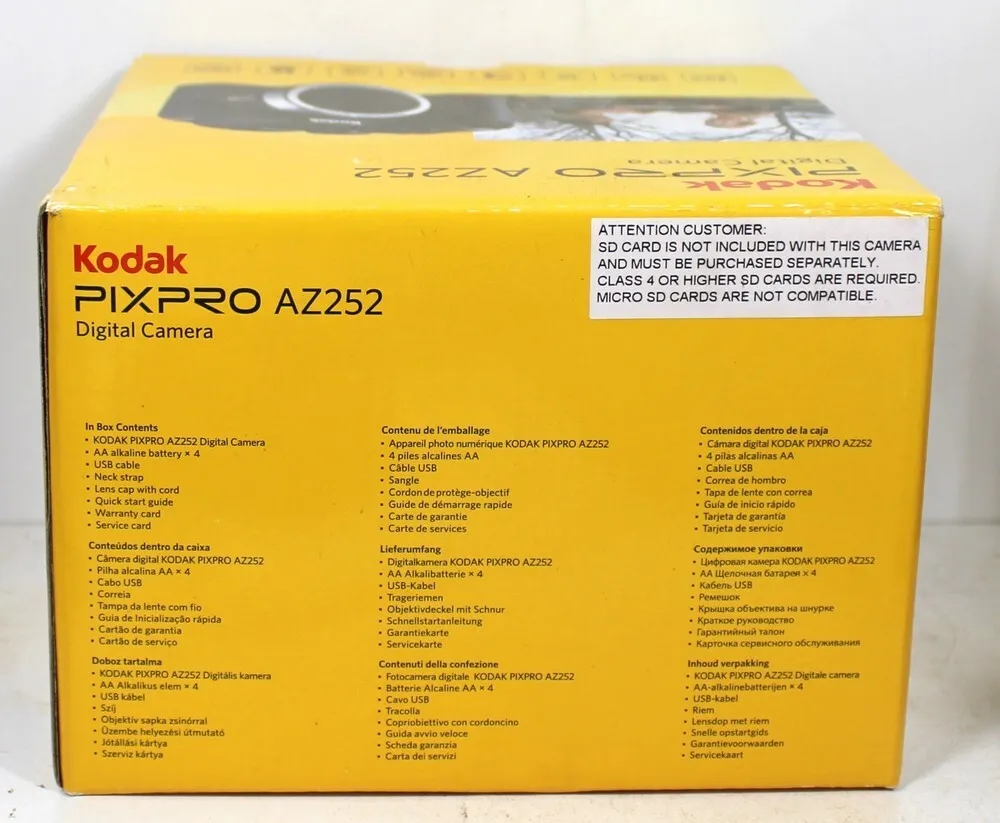 Digital Camera
PIXPRO AZ252
Kodak
Kodak
PIXPRO AZ252
Digital Camera
ATTENTION CUSTOMER:
SD CARD IS NOT INCLUDED WITH THIS CAMERA
AND MUST BE PURCHASED SEPARATELY.
CLASS 4 OR HIGHER SD CARDS ARE REQUIRED.
MICRO SD CARDS ARE NOT COMPATIBLE.
In Box Contents
• KODAK PIXPRO AZ252 Digital Camera
• AA alkaline battery × 4
• USB cable
• Neck strap
• Lens cap with cord
• Quick start guide
• Warranty card
• Service card
Contenu de l'emballage
• Appareil photo numérique KODAK PIXPRO AZ252
• 4 piles alcalines AA
• Câble USB
• Sangle
• Cordon de protège-objectif
• Guide de démarrage rapide
• Carte de garantie
• Carte de services
Contenidos dentro de la caja
• Cámara digital KODAK PIXPRO AZ252
• 4 pilas alcalinas AA
• Cable USB
• Correa de hombro
• Tapa de lente con correa
• Guía de inicio rápido
• Tarjeta de garantía
• Tarjeta de servicio
Conteúdos dentro da caixa
• Câmera digital KODAK PIXPRO AZ252
• Pilha alcalina AA × 4
• Cabo USB
• Correia
• Tampa da lente com fio
• Guia de Inicialização rápida
• Cartão de garantia
• Cartão de serviço
Lieferumfang
• Digitalkamera KODAK PIXPRO AZ252
• AA Alkalibatterie × 4
• USB-Kabel
• Trageriemen
• Objektivdeckel mit Schnur
• Schnellstartanleitung
• Garantiekarte
• Servicekarte
Содержимое упаковки
• Цифровая камера KODAK PIXPRO AZ252
• AA Щелочная батарея × 4
• Кабель USB
• Ремешок
• Крышка объектива на шнурке
• Краткое руководство
• Гарантийный талон
• Карточка сервисного обслуживания
Doboz tartalma
• KODAK PIXPRO AZ252 Digitális kamera
• AA Alkalikus elem × 4
• USB kábel
• Szíj
• Objektív sapka zsinórral
• Üzembe helyezési útmutató
• Jótállási kártya
• Szerviz kártya
Contenuti della confezione
• Fotocamera digitale KODAK PIXPRO AZ252
• Batterie Alcaline AA × 4
• Cavo USB
• Tracolla
• Copriobiettivo con cordoncino
• Guida avvio veloce
• Scheda garanzia
• Carta dei servizi
Inhoud verpakking
• KODAK PIXPRO AZ252 Digitale camera
• AA-alkalinebatterijen × 4
• USB-kabel
• Riem
• Lensdop met riem
• Snelle opstartgids
• Garantievoorwaarden
• Servicekaart